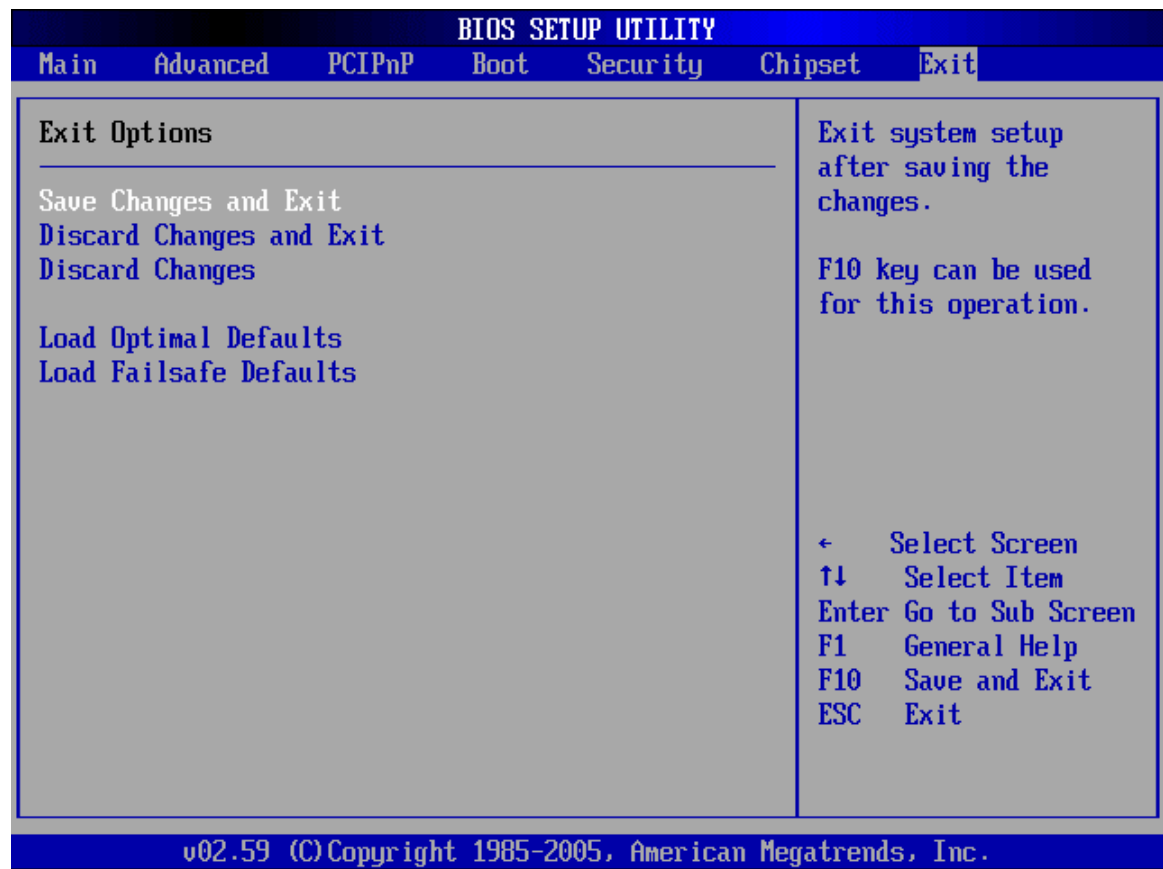 BIOS SETUP UTILITY
Main Advanced PCIPnP Boot Security Chipset Exit
Exit Options
Save Changes and Exit
Discard Changes and Exit
Discard Changes
Load Optimal Defaults
Load Failsafe Defaults
Exit system setup
after saving the
changes.
F10 key can be used
for this operation.
← Select Screen
↑↓ Select Item
Enter Go to Sub Screen
F1 General Help
F10 Save and Exit
ESC Exit
v02.59 (C)Copyright 1985-2005, American Megatrends, Inc.